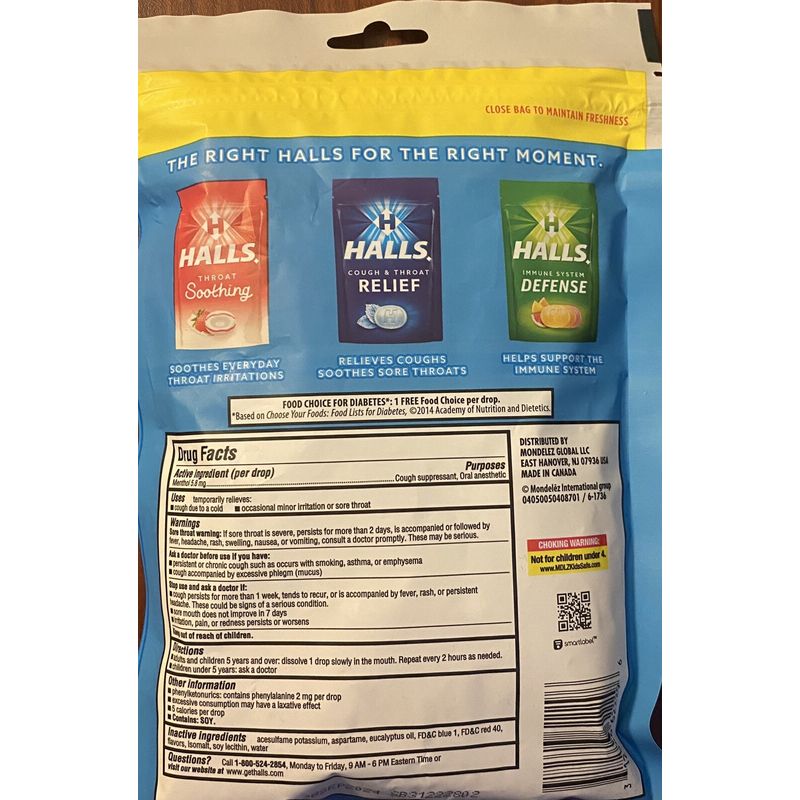 CLOSE BAG TO MAINTAIN FRESHNESS
THE RIGHT HALLS FOR THE RIGHT MOMENT.
HALLS
THROAT
Soothing
HALLS
COUGH & THROAT
RELIEF
HALLS
IMMUNE SYSTEM
DEFENSE
SOOTHES EVERYDAY
THROAT IRRITATIONS
RELIEVES COUGHS
SOOTHES SORE THROATS
HELPS SUPPORT THE
IMMUNE SYSTEM
FOOD CHOICE FOR DIABETES*: 1 FREE Food Choice per drop.
*Based on Choose Your Foods: Food Lists for Diabetes, ©2014 Academy of Nutrition and Dietetics.
Drug Facts
Active ingredient (per drop) Purposes
Menthol 5.8 mg Cough suppressant, Oral anesthetic
Uses temporarily relieves:
■ cough due to a cold ■ occasional minor irritation or sore throat
Warnings
Sore throat warning: If sore throat is severe, persists for more than 2 days, is accompanied or followed by
fever, headache, rash, swelling, nausea, or vomiting, consult a doctor promptly. These may be serious.
Ask a doctor before use if you have:
■ persistent or chronic cough such as occurs with smoking, asthma, or emphysema
■ cough accompanied by excessive phlegm (mucus)
Stop use and ask a doctor if:
■ cough persists for more than 1 week, tends to recur, or is accompanied by fever, rash, or persistent
headache. These could be signs of a serious condition.
■ sore mouth does not improve in 7 days
■ irritation, pain, or redness persists or worsens
Keep out of reach of children.
Directions
■ adults and children 5 years and over: dissolve 1 drop slowly in the mouth. Repeat every 2 hours as needed.
■ children under 5 years: ask a doctor
Other information
■ phenylketonurics: contains phenylalanine 2 mg per drop
■ excessive consumption may have a laxative effect
■ 5 calories per drop
■ Contains: SOY.
Inactive ingredients acesulfame potassium, aspartame, eucalyptus oil, FD&C blue 1, FD&C red 40,
flavors, isomalt, soy lecithin, water
Questions? Call 1-800-524-2854, Monday to Friday, 9 AM - 6 PM Eastern Time or
visit our website at www.gethalls.com
DISTRIBUTED BY
MONDELEZ GLOBAL LLC
EAST HANOVER, NJ 07936 USA
MADE IN CANADA
© Mondelēz International group
04050050408701 / 6-1736
CHOKING WARNING:
Not for children under 4.
www.MDLZKidsSafe.com
smartlabel™